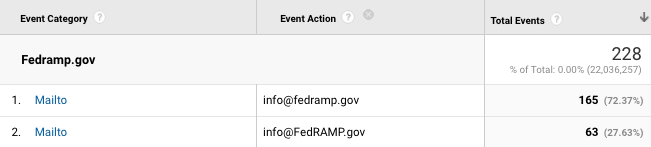 Event Category ? Event Action ? Total Events ?
Fedramp.gov 228
% of Total: 0.00% (22,036,257)
1. Mailto info@fedramp.gov 165 (72.37%)
2. Mailto info@FedRAMP.gov 63 (27.63%)